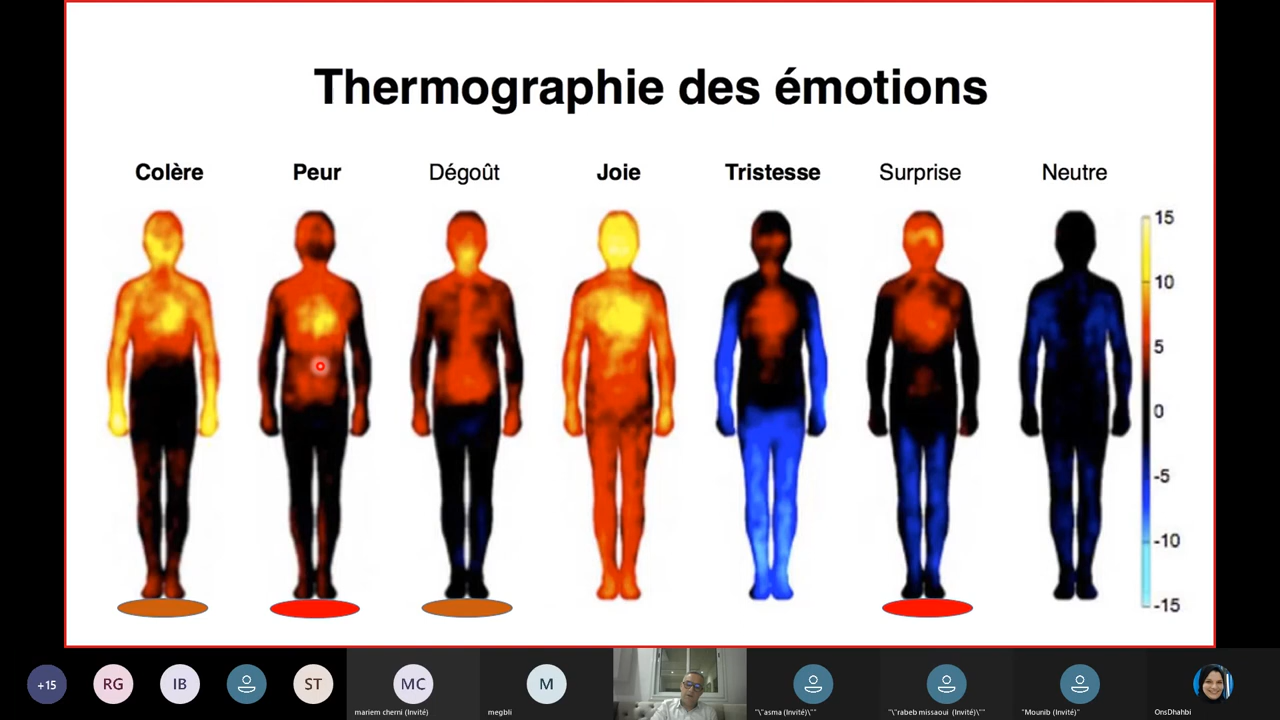 Thermographie des émotions
Colère Peur Dégoût Joie Tristesse Surprise Neutre
15
10
5
0
-5
-10
-15
+15 RG IB ST MC M
mariem cherni (Invité) megbli "\"asma (Invité)\"" "\"rabeb missaoui (Invité)\"" "Mounib (Invité)" OnsDhahbi